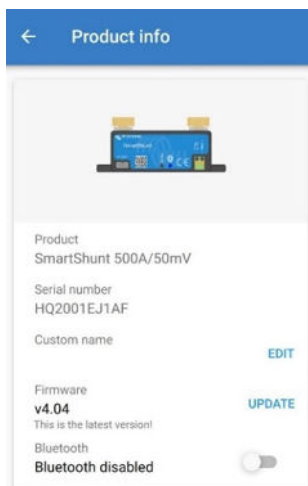 Product info
SmartShunt
Product
SmartShunt 500A/50mV
Serial number
HQ2001EJ1AF
Custom name
EDIT
Firmware
v4.04
UPDATE
This is the latest version!
Bluetooth
Bluetooth disabled